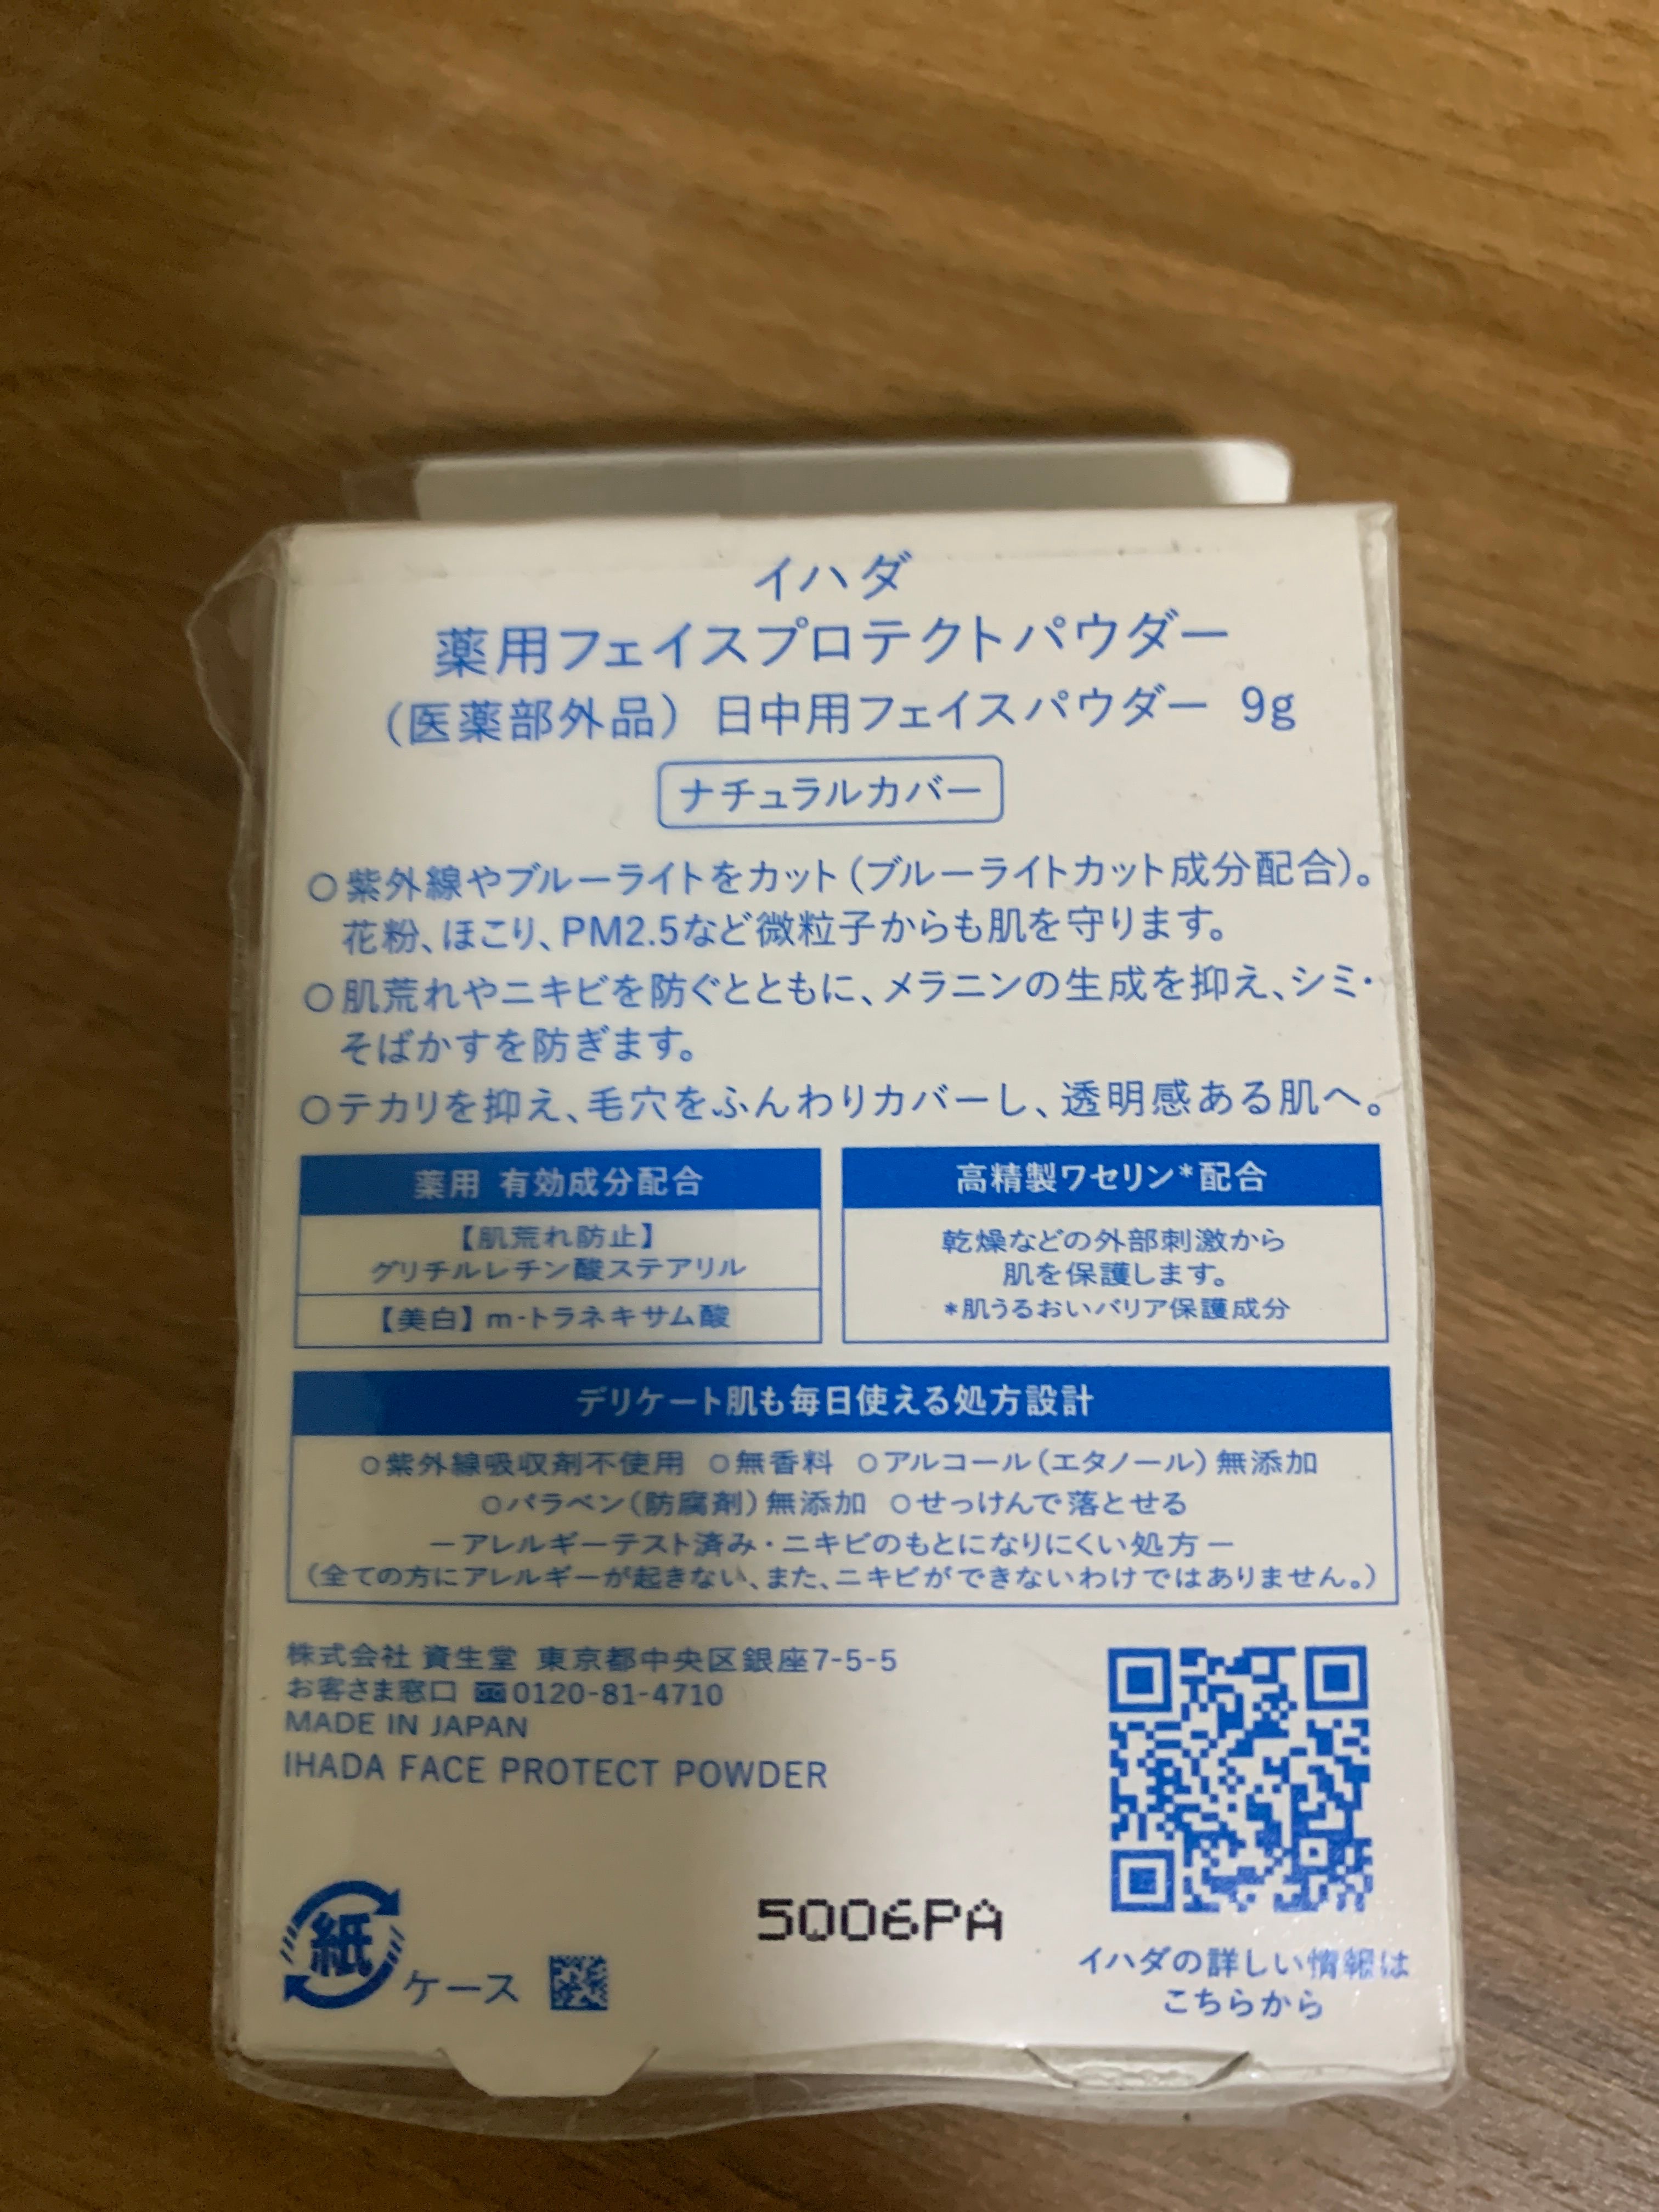 イハダ
薬用フェイスプロテクトパウダー
（医薬部外品） 日中用フェイスパウダー 9g
ナチュラルカバー
○紫外線やブルーライトをカット（ブルーライトカット成分配合）。
花粉、ほこり、PM2.5など微粒子からも肌を守ります。
○肌荒れやニキビを防ぐとともに、メラニンの生成を抑え、シミ・
そばかすを防ぎます。
○テカリを抑え、毛穴をふんわりカバーし、透明感ある肌へ。
薬用 有効成分配合
【肌荒れ防止】
グリチルレチン酸ステアリル
【美白】m-トラネキサム酸
高精製ワセリン*配合
乾燥などの外部刺激から
肌を保護します。
*肌うるおいバリア保護成分
デリケート肌も毎日使える処方設計
○紫外線吸収剤不使用 ○無香料 ○アルコール（エタノール）無添加
○パラベン（防腐剤）無添加 ○せっけんで落とせる
－アレルギーテスト済み・ニキビのもとになりにくい処方－
（全ての方にアレルギーが起きない、また、ニキビができないわけではありません。）
株式会社 資生堂 東京都中央区銀座7-5-5
お客さま窓口 0120-81-4710
MADE IN JAPAN
IHADA FACE PROTECT POWDER
紙
ケース
5006PA
イハダの詳しい情報は
こちらから